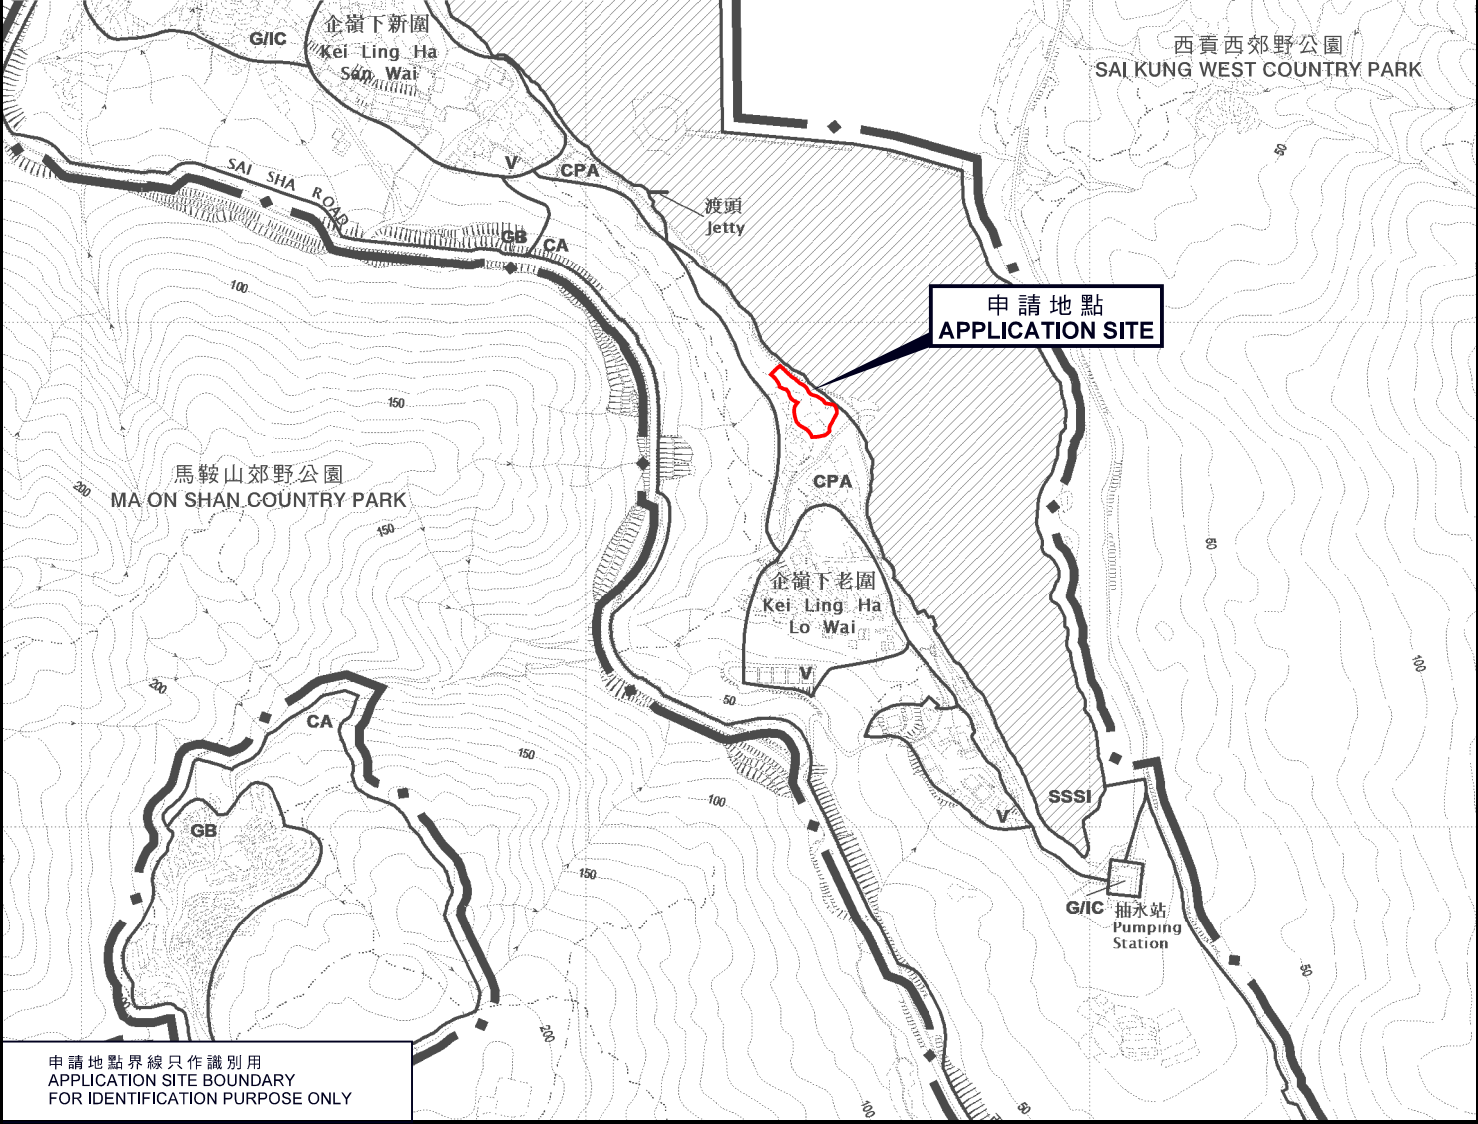 企嶺下新圍
Kei Ling Ha
San Wai
G/IC
西貢西郊野公園
SAI KUNG WEST COUNTRY PARK
50
V
CPA
SAI SHA ROAD
渡頭
Jetty
GB
CA
100
申請地點
APPLICATION SITE
150
馬鞍山郊野公園
MA ON SHAN COUNTRY PARK
200
150
CPA
50
企嶺下老圍
Kei Ling Ha
Lo Wai
V
100
200
50
CA
150
100
SSSI
V
GB
150
G/IC
抽水站
Pumping
Station
50
200
100
50
申請地點界線只作識別用
APPLICATION SITE BOUNDARY
FOR IDENTIFICATION PURPOSE ONLY